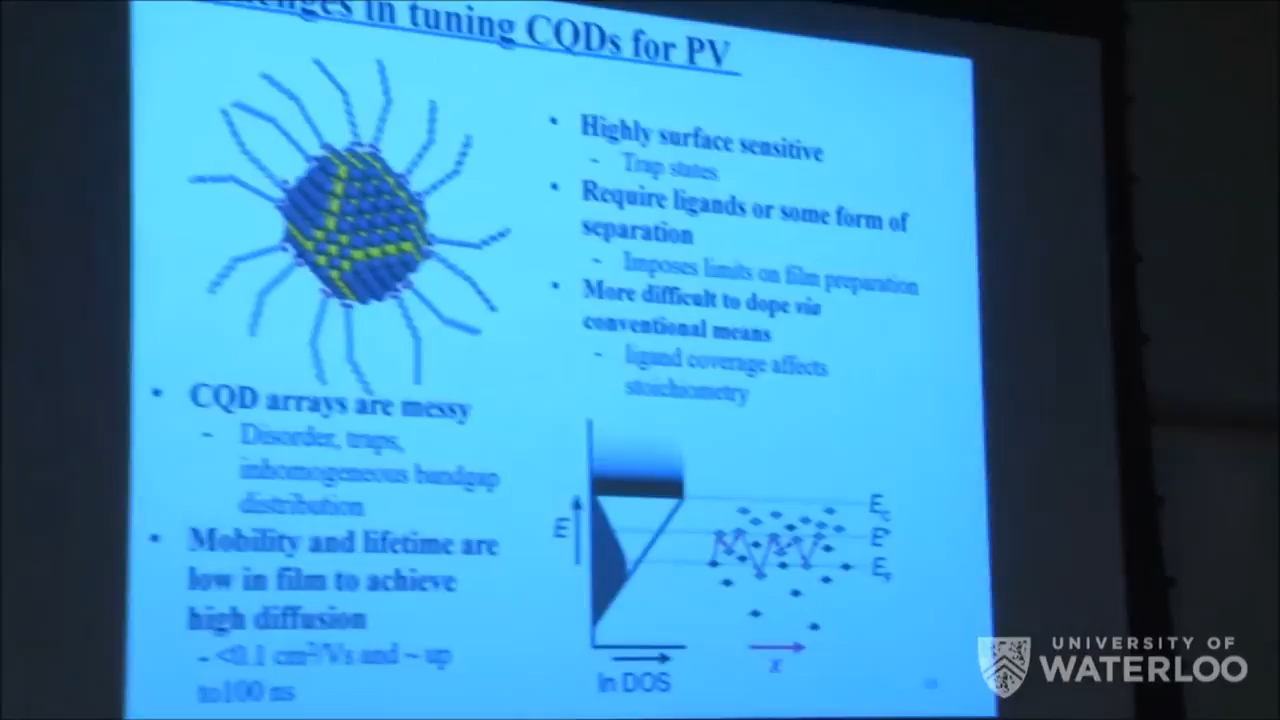 in tuning CQDs for PV
• Highly surface sensitive
- Trap states
• Require ligands or some form of
separation
- Imposes limits on film preparation
• More difficult to dope via
conventional means
- ligand coverage affects
stoichiometry
• CQD arrays are messy
- Disorder, traps,
inhomogeneous bandgap
distribution
• Mobility and lifetime are
low in film to achieve
high diffusion
- <0.1 cm²/Vs and ~ up
to100 ns
E
Ec
E*
ln DOS
x
UNIVERSITY OF
WATERLOO